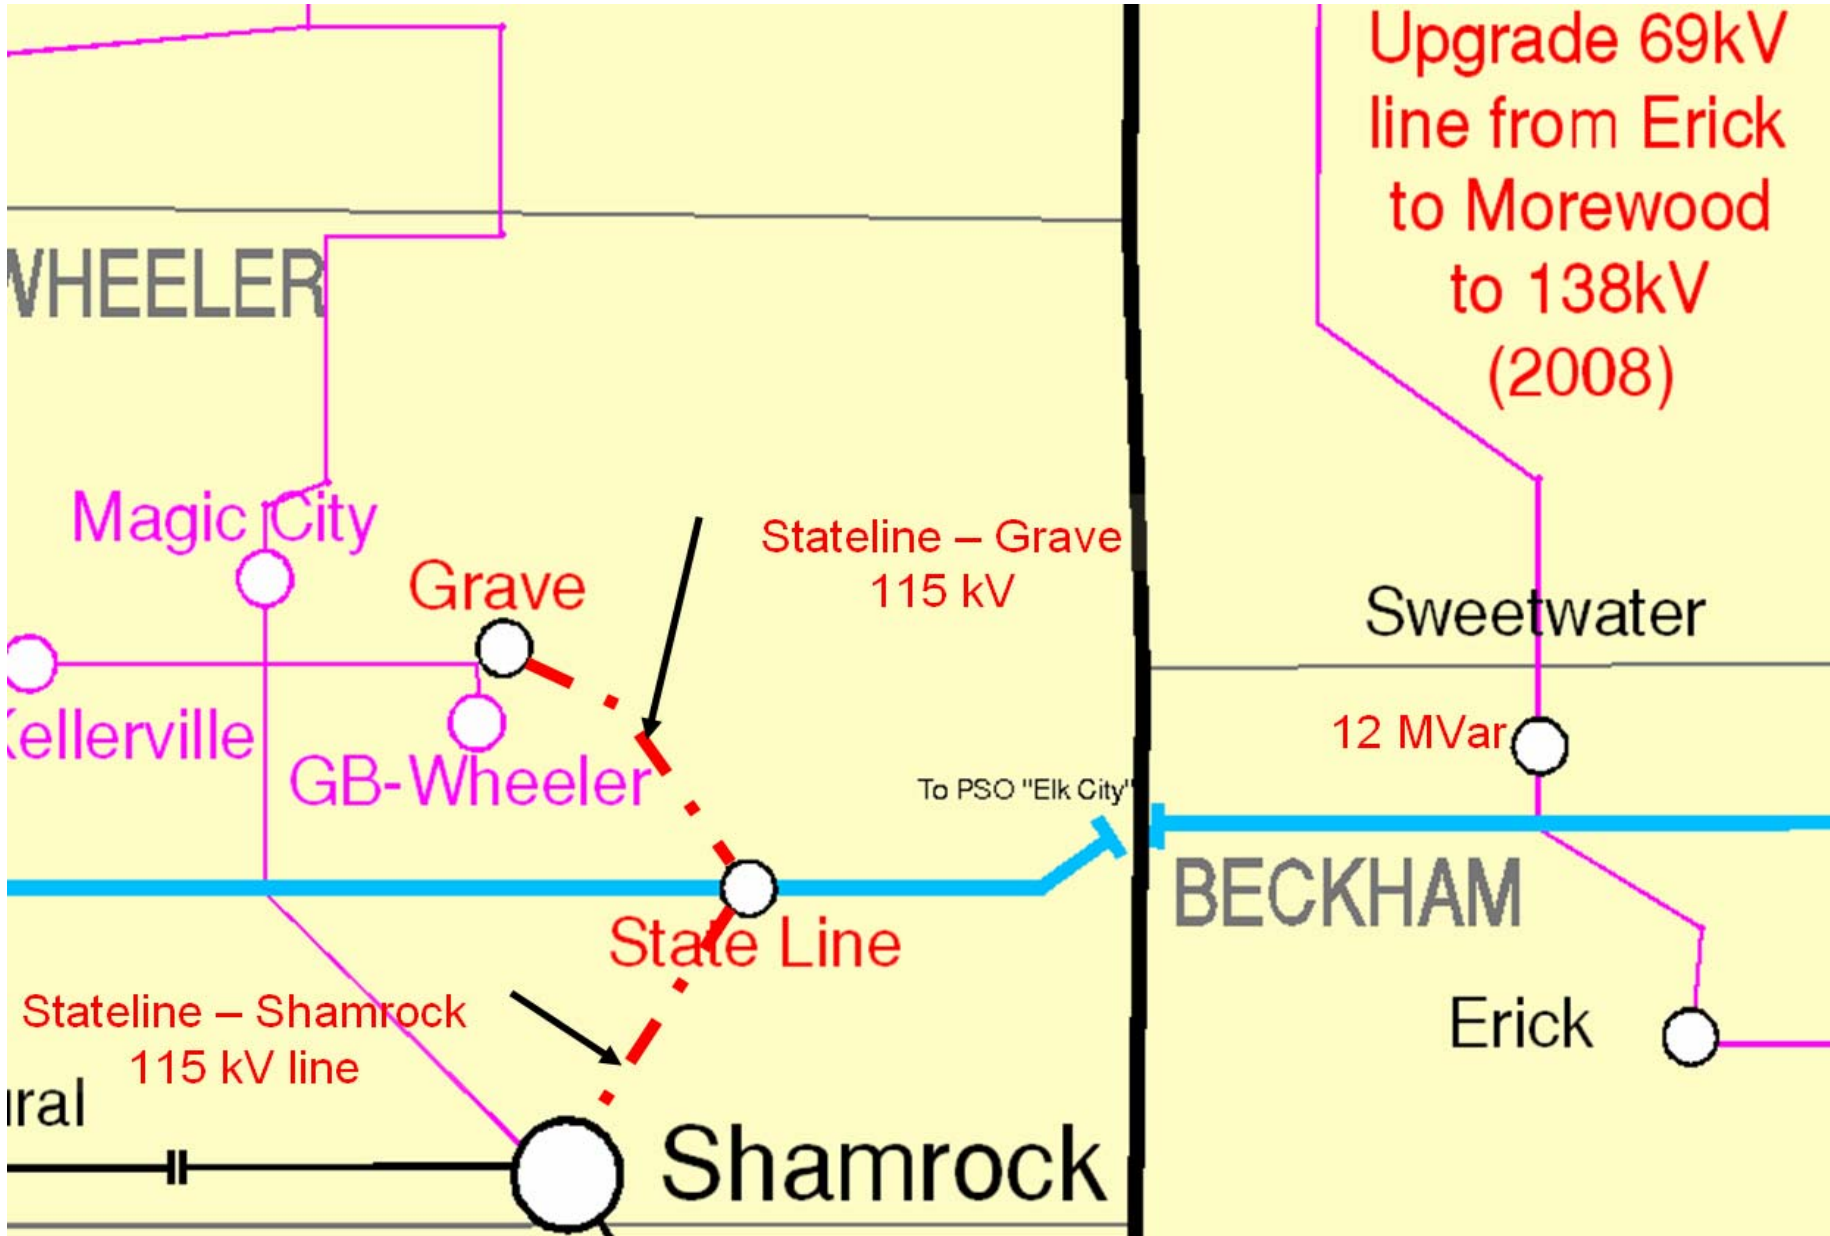 Upgrade 69kV
line from Erick
to Morewood
to 138kV
(2008)
WHEELER
Magic City
Stateline – Grave
115 kV
Grave
Sweetwater
Kellerville
12 MVar
GB-Wheeler
To PSO "Elk City"
BECKHAM
State Line
Stateline – Shamrock
115 kV line
Erick
ural
Shamrock